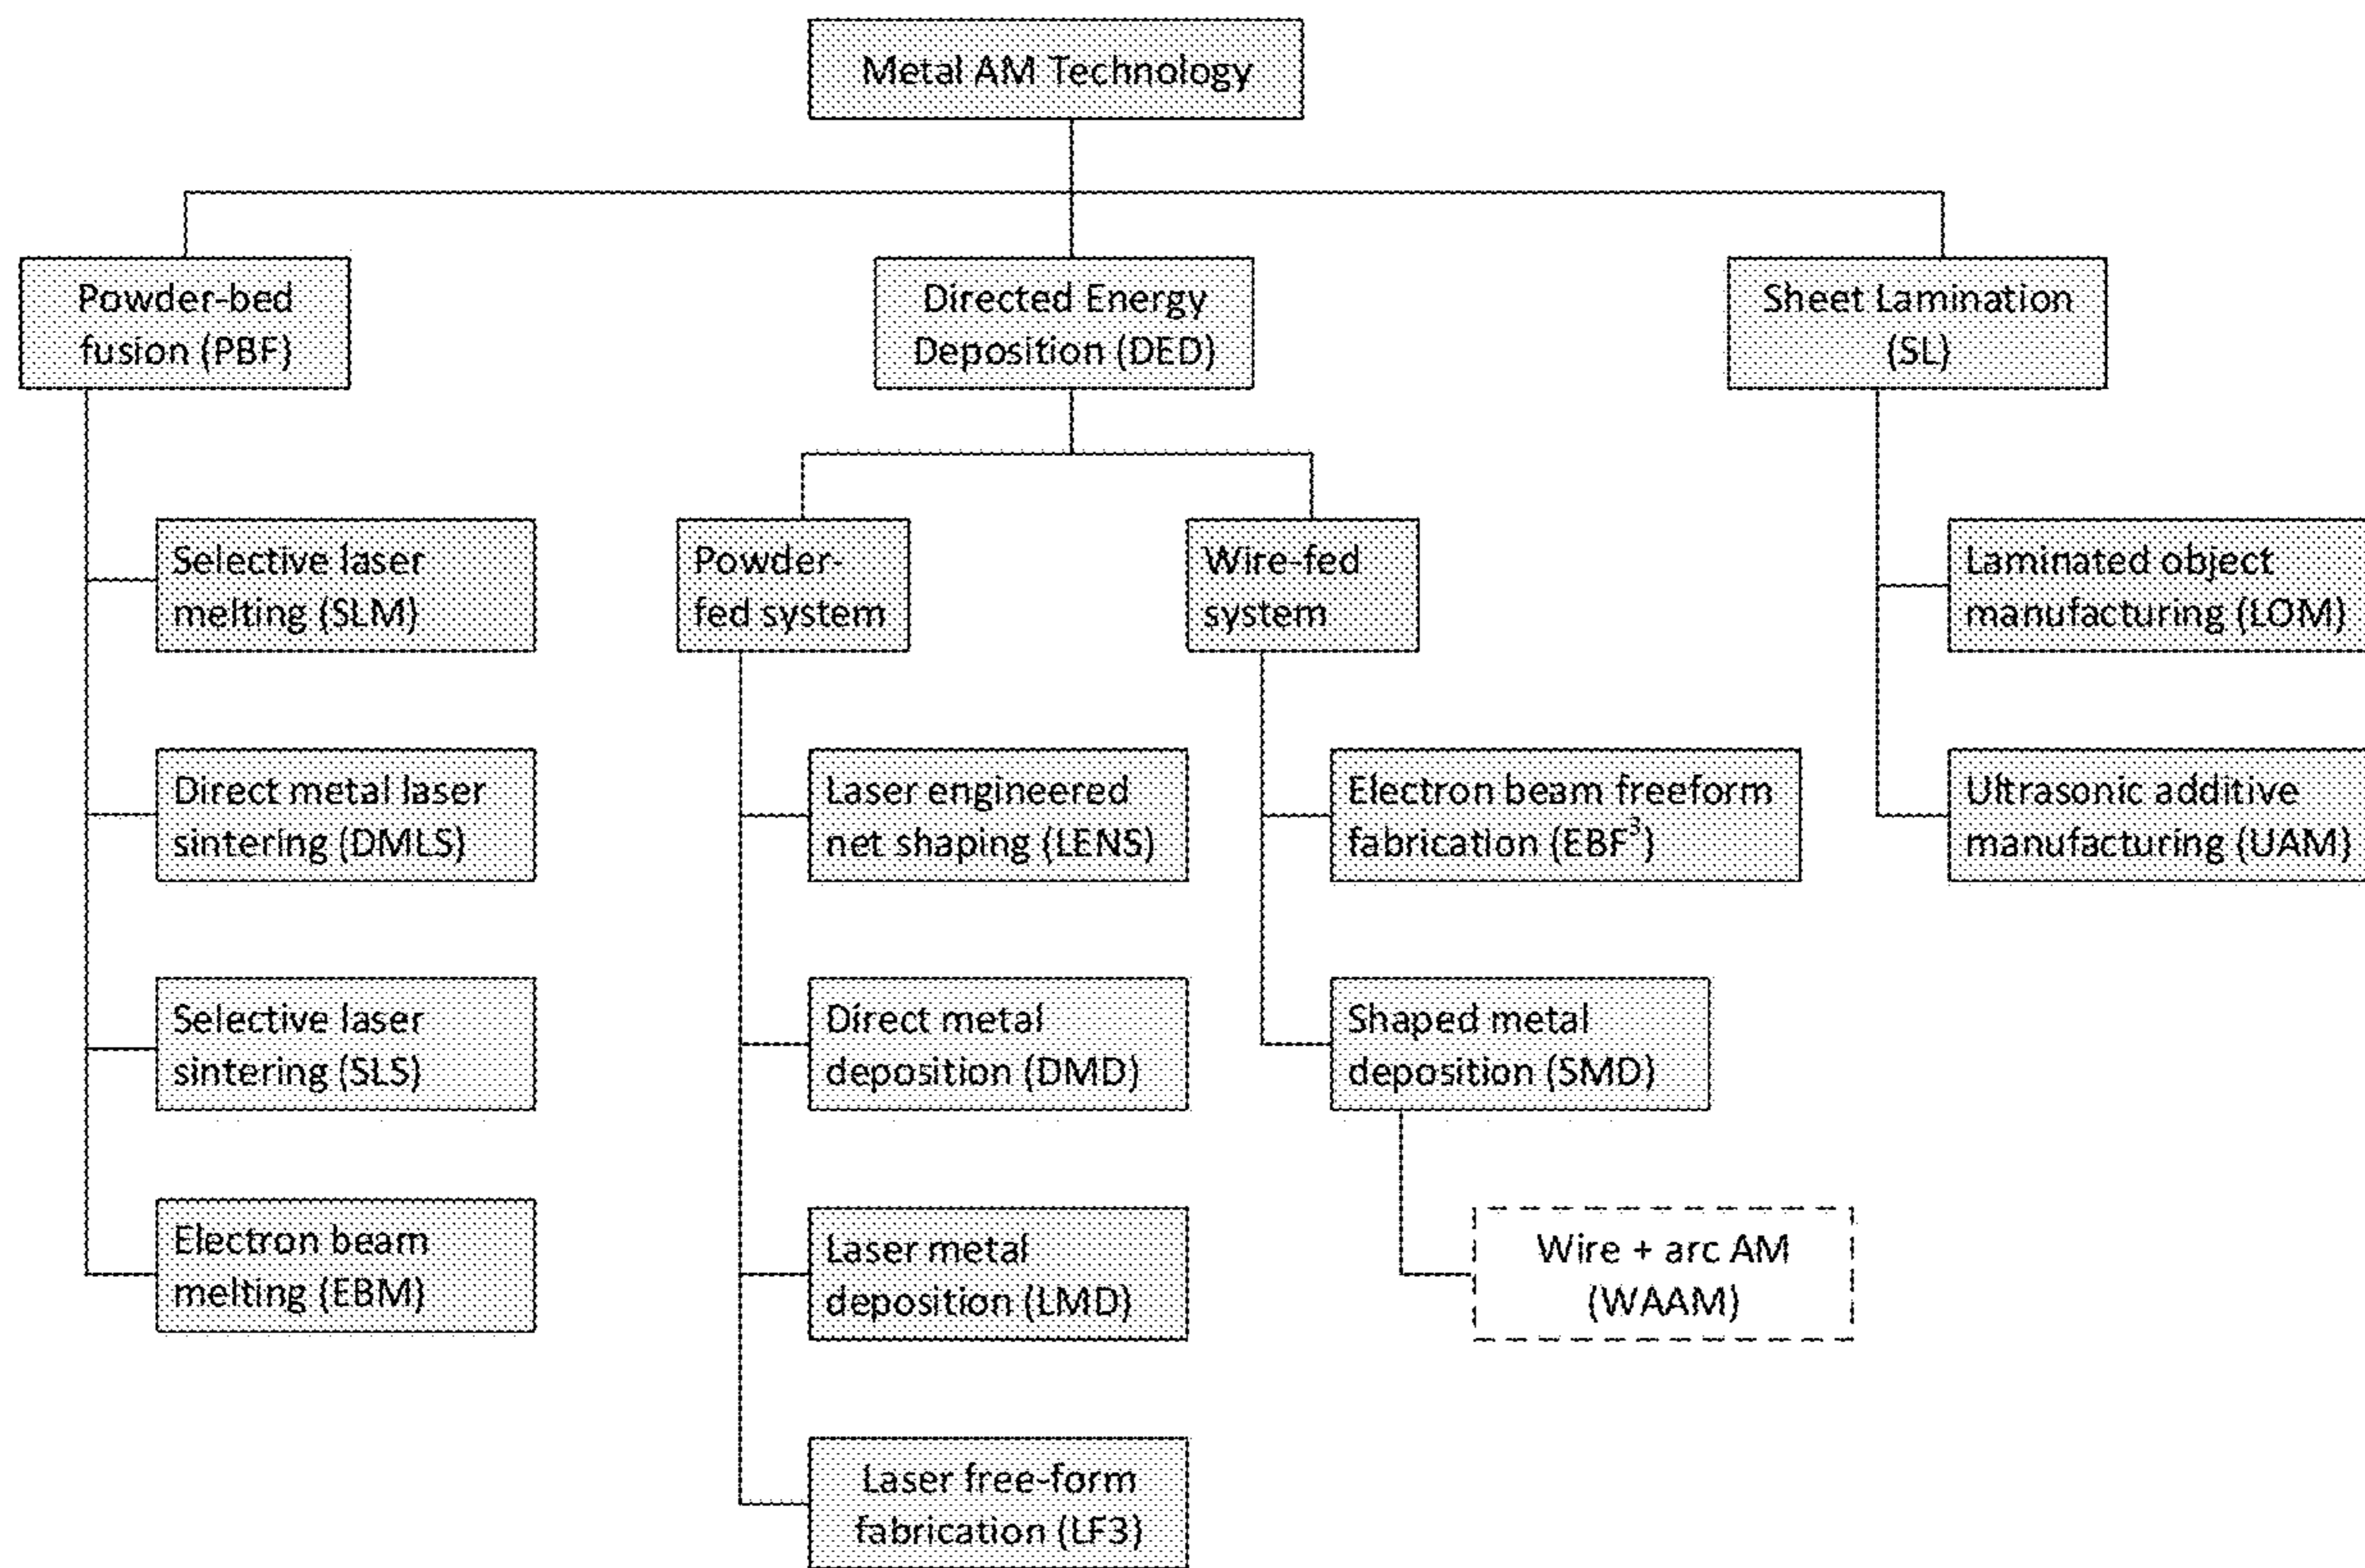 Metal AM Technology
Powder-bed
fusion (PBF)
Directed Energy
Deposition (DED)
Sheet Lamination
(SL)
Selective laser
melting (SLM)
Direct metal laser
sintering (DMLS)
Selective laser
sintering (SLS)
Electron beam
melting (EBM)
Powder-
fed system
Laser engineered
net shaping (LENS)
Direct metal
deposition (DMD)
Laser metal
deposition (LMD)
Laser free-form
fabrication (LF3)
Wire-fed
system
Electron beam freeform
fabrication (EBF³)
Shaped metal
deposition (SMD)
Wire + arc AM
(WAAM)
Laminated object
manufacturing (LOM)
Ultrasonic additive
manufacturing (UAM)